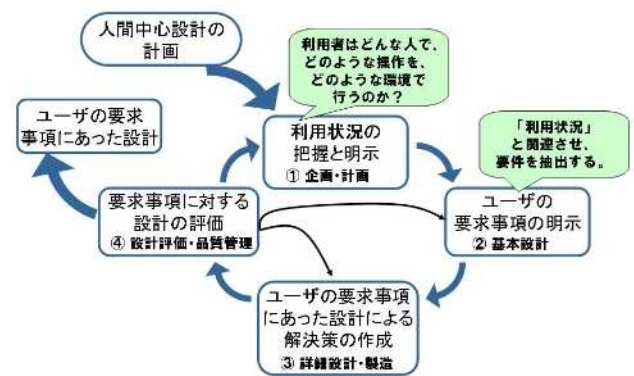 人間中心設計の
計画
利用者はどんな人で、
どのような操作を、
どのような環境で
行うのか？
ユーザの要求
事項にあった設計
利用状況の
把握と明示
① 企画・計画
「利用状況」
と関連させ、
要件を抽出する。
要求事項に対する
設計の評価
④ 設計評価・品質管理
ユーザの
要求事項の明示
② 基本設計
ユーザの要求事項
にあった設計による
解決策の作成
③ 詳細設計・製造